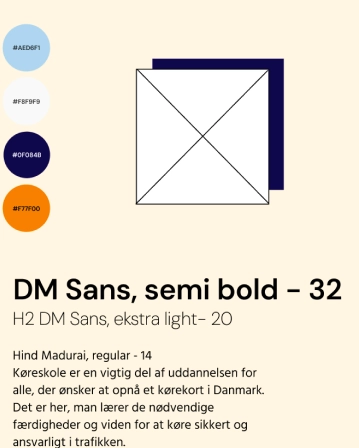 #AED6F1
#F8F9F9
#0F084B
#F77F00
DM Sans, semi bold - 32
H2 DM Sans, ekstra light- 20
Hind Madurai, regular - 14
Køreskole er en vigtig del af uddannelsen for
alle, der ønsker at opnå et kørekort i Danmark.
Det er her, man lærer de nødvendige
færdigheder og viden for at køre sikkert og
ansvarligt i trafikken.